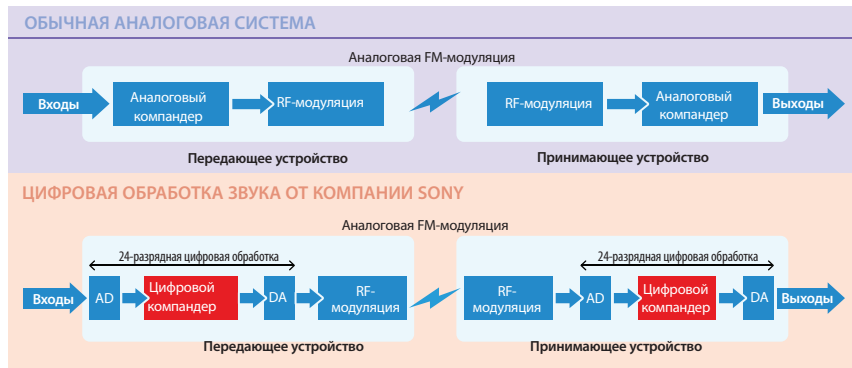 ОБЫЧНАЯ АНАЛОГОВАЯ СИСТЕМА
Аналоговая FM-модуляция
Входы
Аналоговый
компандер
RF-модуляция
RF-модуляция
Аналоговый
компандер
Выходы
Передающее устройство
Принимающее устройство
ЦИФРОВАЯ ОБРАБОТКА ЗВУКА ОТ КОМПАНИИ SONY
Аналоговая FM-модуляция
24-разрядная цифровая обработка
24-разрядная цифровая обработка
Входы
AD
Цифровой
компандер
DA
RF-
модуляция
RF-
модуляция
AD
Цифровой
компандер
DA
Выходы
Передающее устройство
Принимающее устройство